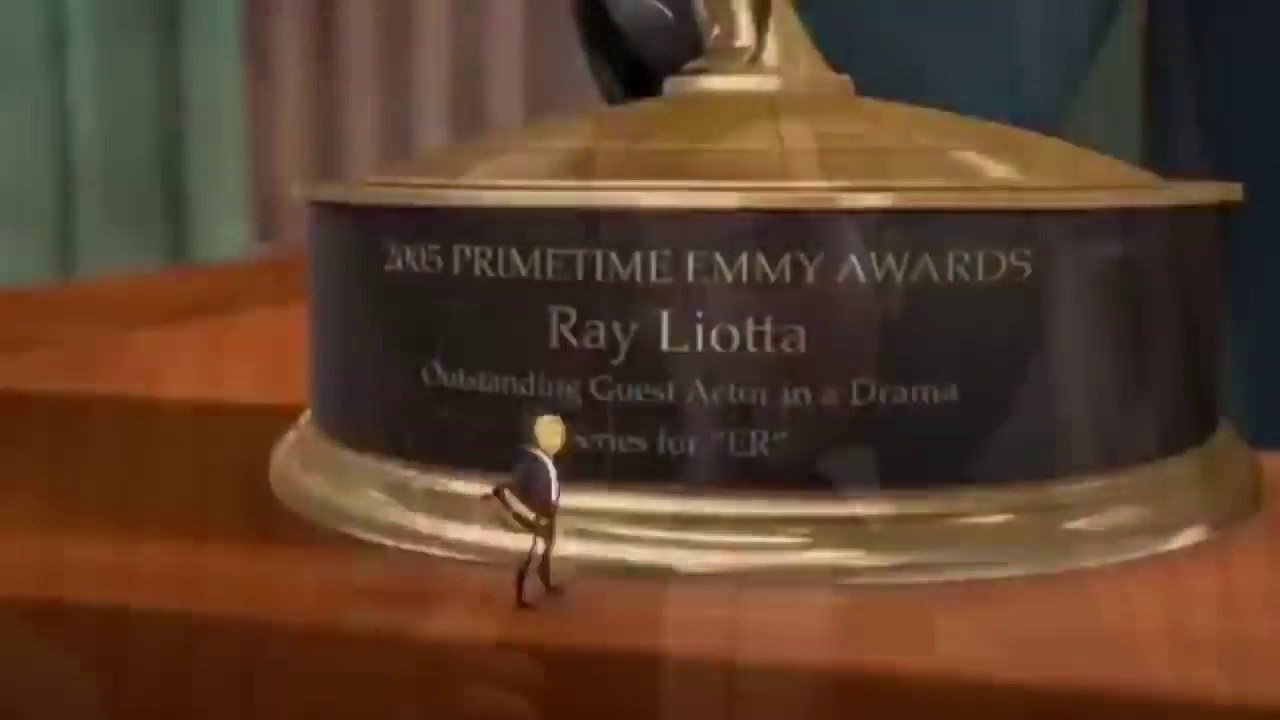 2005 PRIMETIME EMMY AWARDS
Ray Liotta
Outstanding Guest Actor in a Drama
Series for "ER"